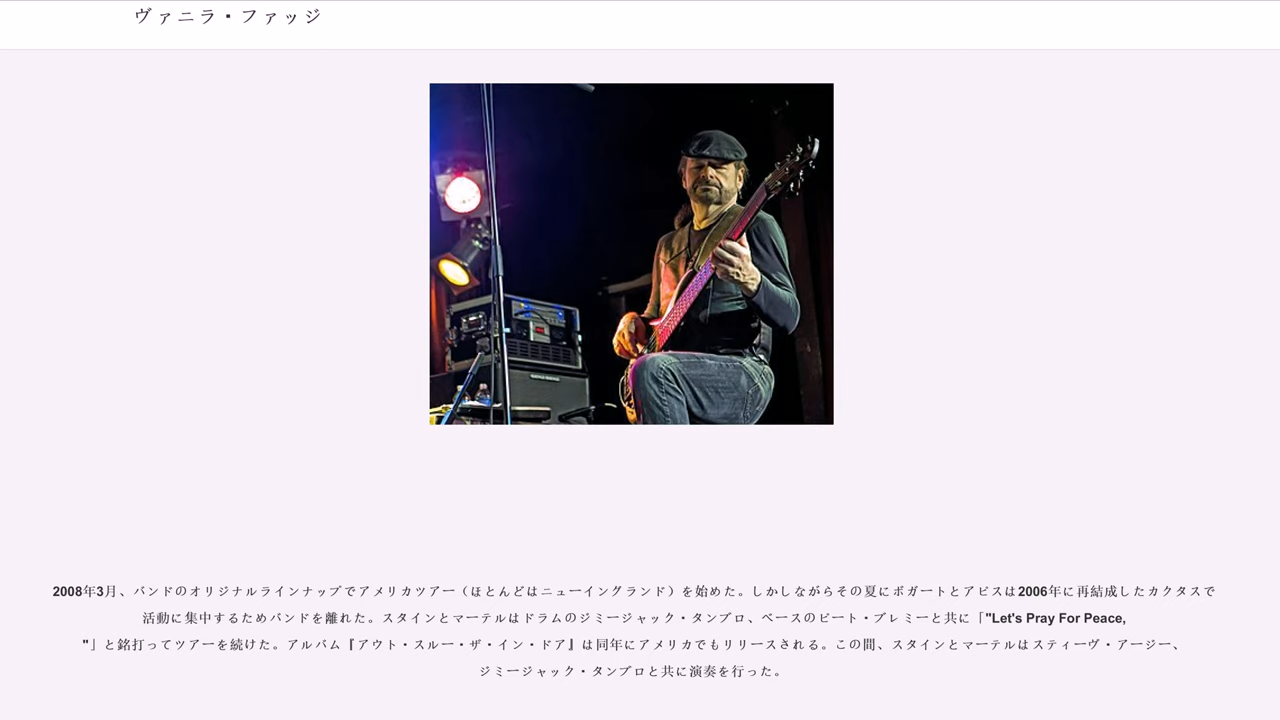 ヴァニラ・ファッジ
2008年3月、バンドのオリジナルラインナップでアメリカツアー（ほとんどはニューイングランド）を始めた。しかしながらその夏にボガートとアピスは2006年に再結成したカクタスで
活動に集中するためバンドを離れた。スタインとマーテルはドラムのジミージャック・タンブロ、ベースのピート・ブレミーと共に「"Let's Pray For Peace,
"」と銘打ってツアーを続けた。アルバム『アウト・スルー・ザ・イン・ドア』は同年にアメリカでもリリースされる。この間、スタインとマーテルはスティーヴ・アージー、
ジミージャック・タンブロと共に演奏を行った。